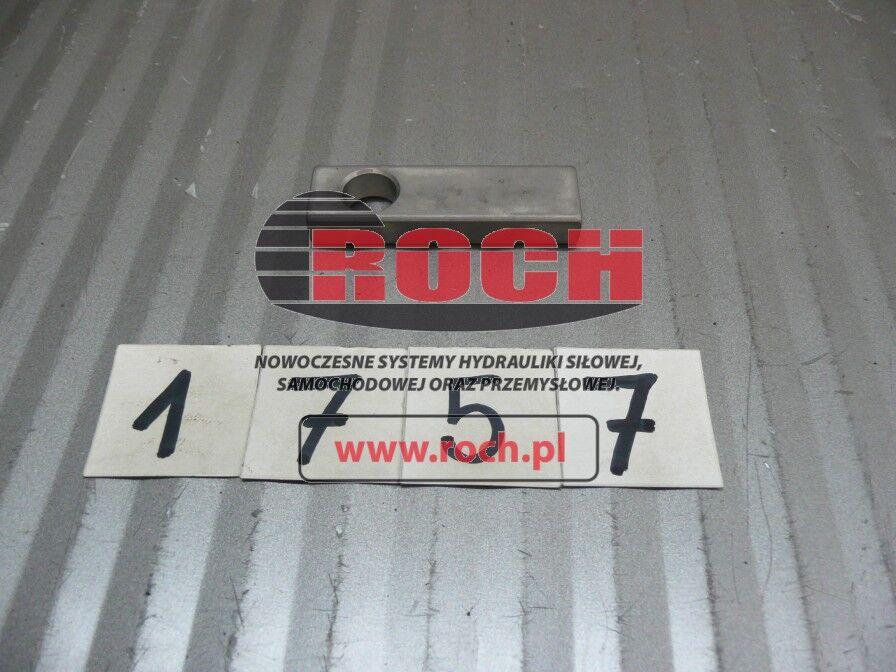 ROCH
NOWOCZESNE SYSTEMY HYDRAULIKI SIŁOWEJ,
SAMOCHODOWEJ ORAZ PRZEMYSŁOWEJ.
1 7 5 7
www.roch.pl